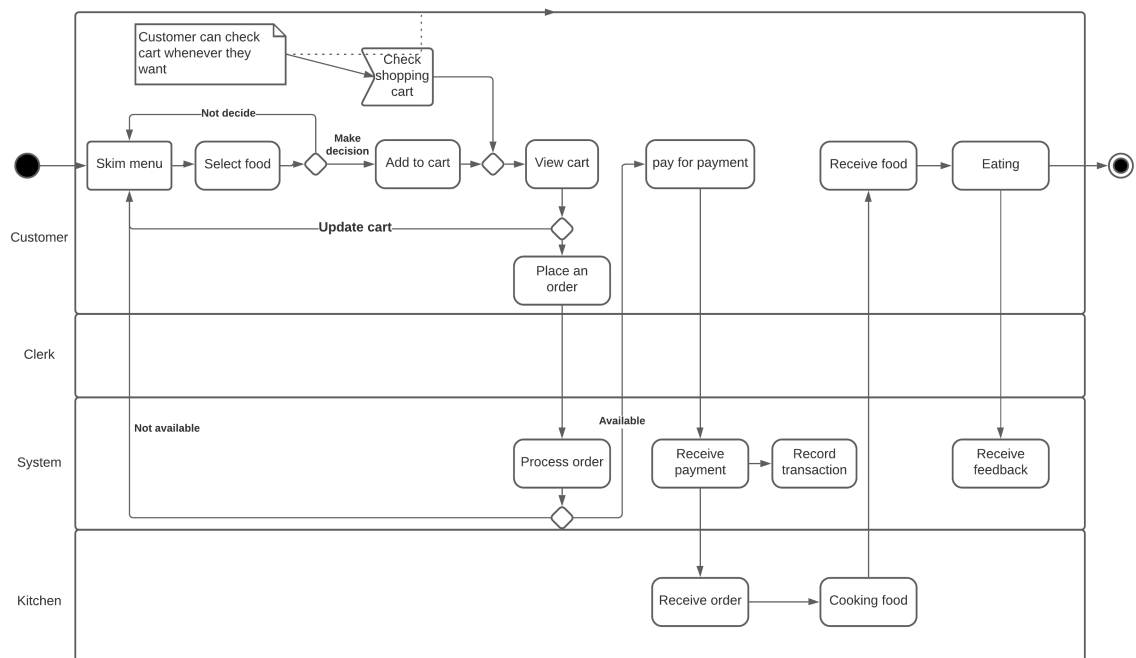 Customer can check
cart whenever they
want
Check
shopping
cart
Not decide
Make
decision
Skim menu
Select food
Add to cart
View cart
pay for payment
Receive food
Eating
Customer
Update cart
Place an
order
Clerk
Not available
Available
System
Process order
Receive
payment
Record
transaction
Receive
feedback
Kitchen
Receive order
Cooking food